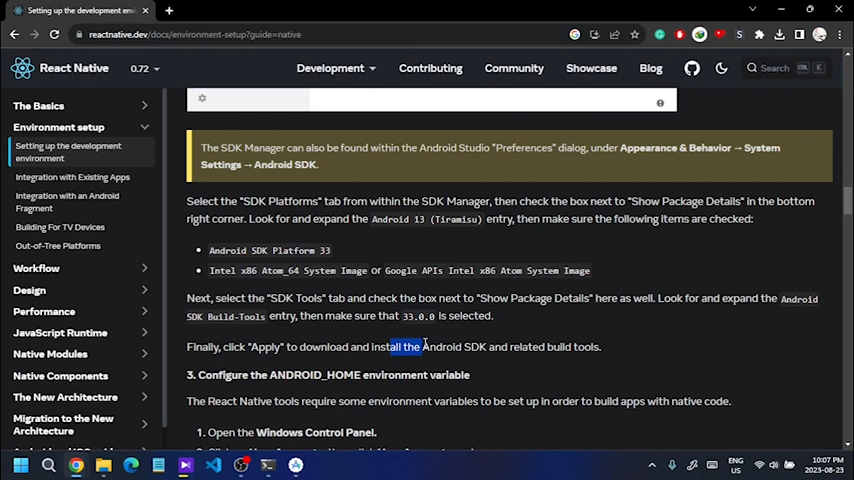 Setting up the development envi
reactnative.dev/docs/environment-setup?guide=native
React Native
0.72
Development
Contributing
Community
Showcase
Blog
Search
K
The Basics
Environment setup
Setting up the development
environment
Integration with Existing Apps
Integration with an Android
Fragment
Building For TV Devices
Out-of-Tree Platforms
Workflow
Design
Performance
JavaScript Runtime
Native Modules
The New Architecture
Migration to the New
Architecture
The SDK Manager can also be found within the Android Studio "Preferences" dialog, under Appearance & Behavior → System
Settings → Android SDK.
Select the "SDK Platforms" tab from within the SDK Manager, then check the box next to "Show Package Details" in the bottom
right corner. Look for and expand the Android 13 (Tiramisu) entry, then make sure the following items are checked:
Android SDK Platform 33
Intel x86 Atom_64 System Image or Google APIs Intel x86 Atom System Image
Next, select the "SDK Tools" tab and check the box next to "Show Package Details" here as well. Look for and expand the Android
SDK Build-Tools entry, then make sure that 33.0.0 is selected.
Finally, click "Apply" to download and install the Android SDK and related build tools.
3. Configure the ANDROID_HOME environment variable
The React Native tools require some environment variables to be set up in order to build apps with native code.
1. Open the Windows Control Panel.
ENG
US
10:07 PM
2023-08-23